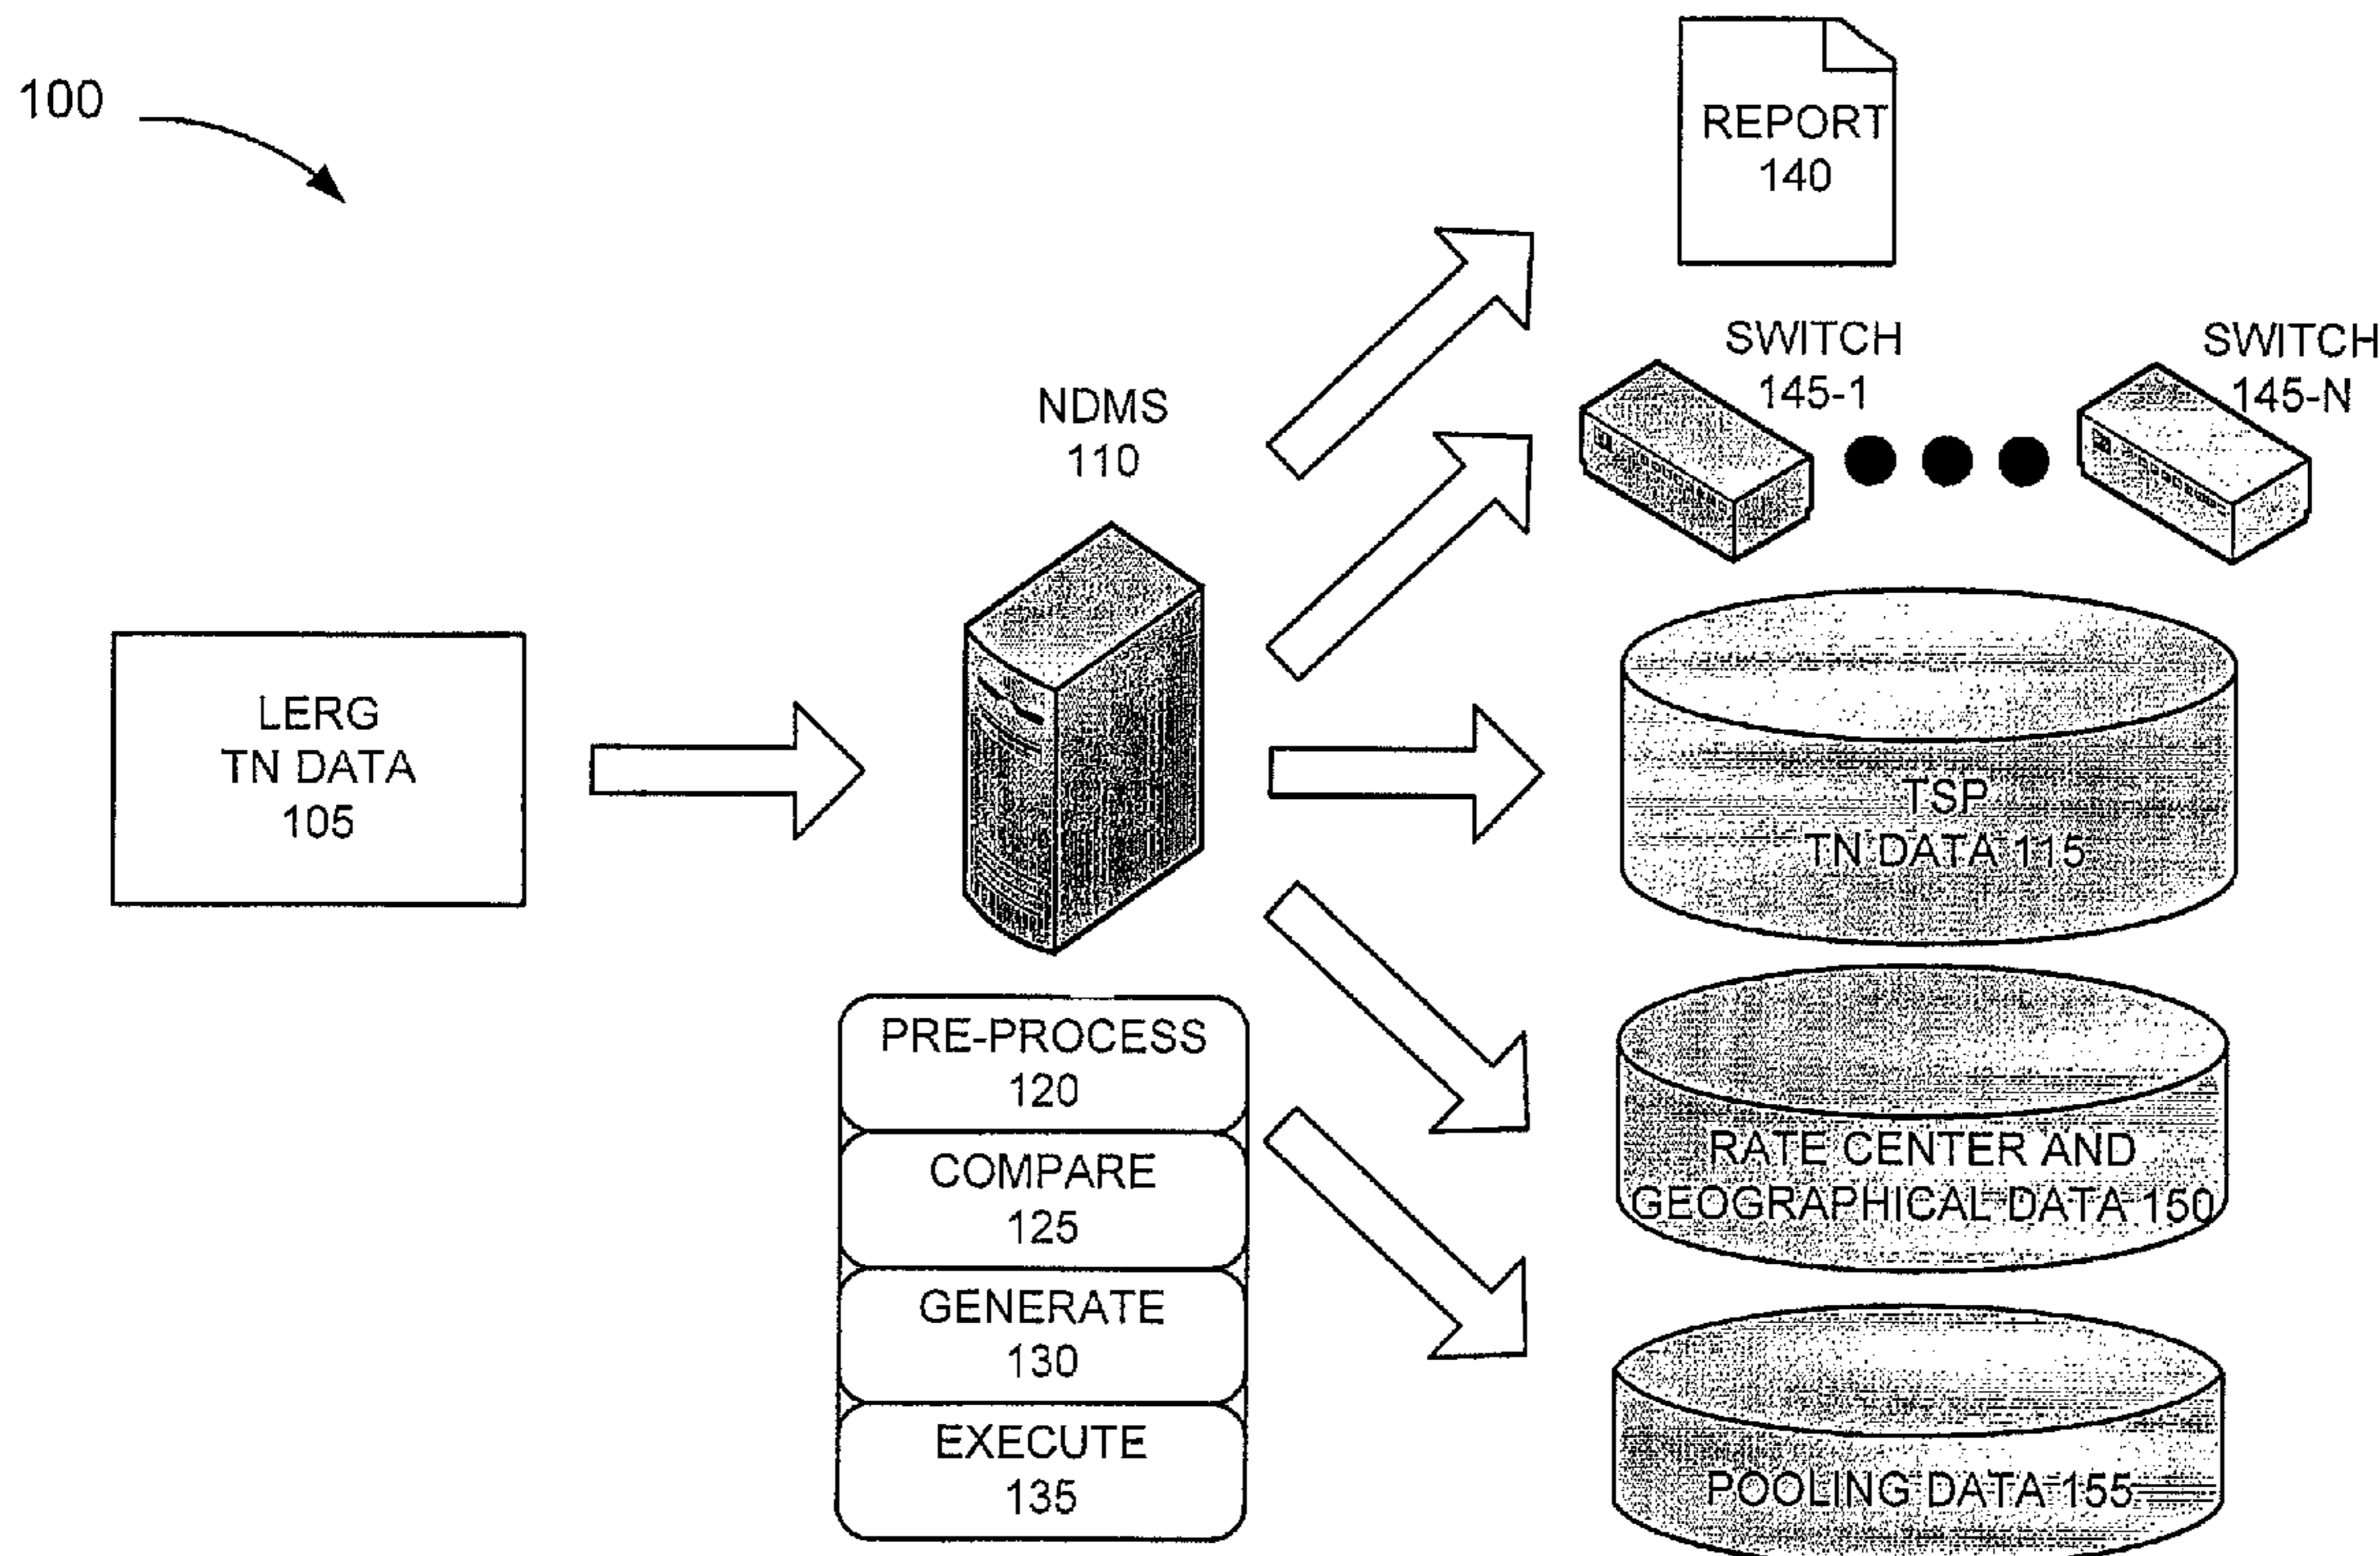 100
REPORT
140
SWITCH
145-1
SWITCH
145-N
NDMS
110
LERG
TN DATA
105
TSP
TN DATA 115
PRE-PROCESS
120
COMPARE
125
GENERATE
130
EXECUTE
135
RATE CENTER AND
GEOGRAPHICAL DATA 150
POOLING DATA 155